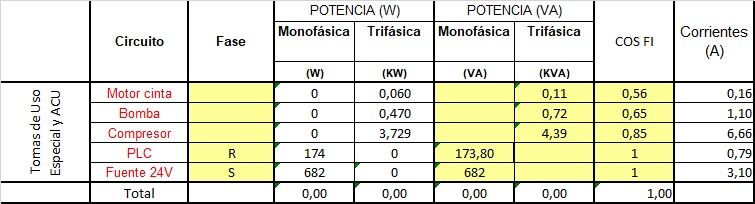 POTENCIA (W) POTENCIA (VA)
Circuito Fase Monofásica Trifásica Monofásica Trifásica COS FI Corrientes (A)
(W) (KW) (VA) (KVA)
Tomas de Uso Especial y ACU
Motor cinta 0 0,060 0,11 0,56 0,16
Bomba 0 0,470 0,72 0,65 1,10
Compresor 0 3,729 4,39 0,85 6,66
PLC R 174 0 173,80 1 0,79
Fuente 24V S 682 0 682 1 3,10
Total 0,00 0,00 0,00 0,00 1,00